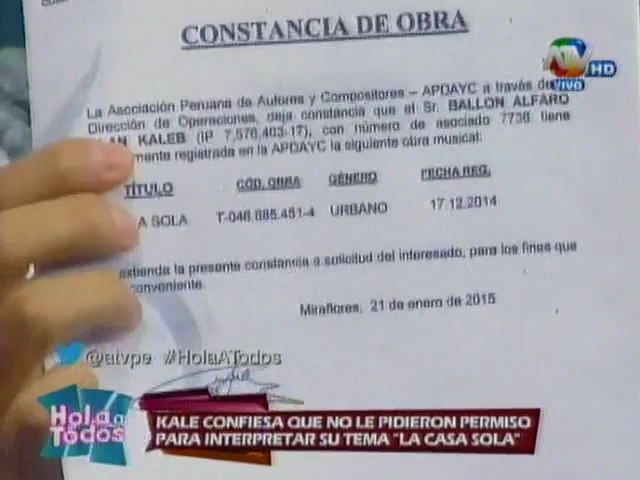 CONSTANCIA DE OBRA
ATV
HD
vivo
La Asociación Peruana de Autores y Compositores – APDAYC a través de
Dirección de Operaciones, deja constancia que el Sr. BALLON ALFARO
KALEB (IP 7,570,403-17), con número de asociado 7738 tiene
mente registrada en la APDAYC la siguiente obra musical:
TÍTULO CÓD. OBRA GÉNERO FECHA REG.
A SOLA T-046.885.451-4 URBANO 17.12.2014
extiende la presente constancia a solicitud del interesado, para los fines que
conveniente.
Miraflores, 21 de enero de 2015
@atvpe #HolaATodos
Hola a
Todos
KALE CONFIESA QUE NO LE PIDIERON PERMISO
PARA INTERPRETAR SU TEMA "LA CASA SOLA"